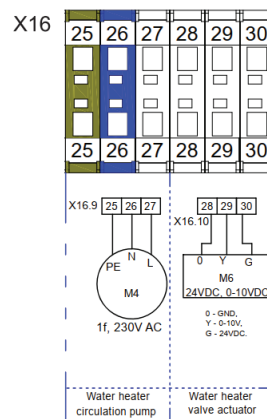 X16
25 26 27 28 29 30
25 26 27 28 29 30
X16.9 25 26 27
28 29 30
X16.10
PE N L
M4
1f, 230V AC
0 Y G
M6
24VDC, 0-10VDC
0 - GND,
Y - 0-10V,
G - 24VDC.
Water heater
circulation pump
Water heater
valve actuator